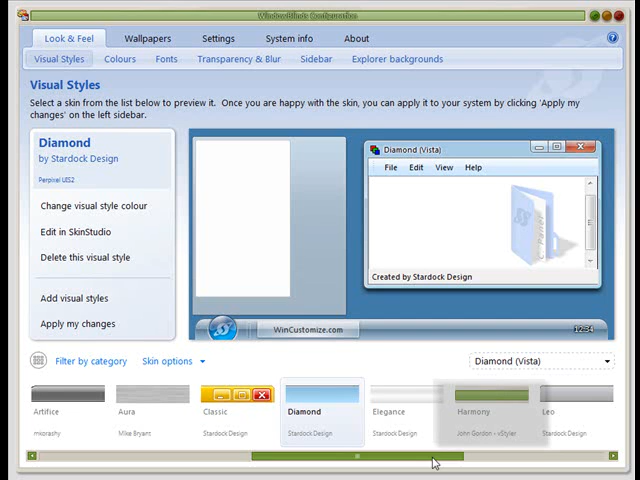 WindowBlinds Configuration
Look & Feel Wallpapers Settings System info About
Visual Styles Colours Fonts Transparency & Blur Sidebar Explorer backgrounds
Visual Styles
Select a skin from the list below to preview it. Once you are happy with the skin, you can apply it to your system by clicking 'Apply my
changes' on the left sidebar.
Diamond
by Stardock Design
Perpixel UIS2
Change visual style colour
Edit in SkinStudio
Delete this visual style
Add visual styles
Apply my changes
Diamond (Vista)
File Edit View Help
C_Panel
Created by Stardock Design
WinCustomize.com
12:34
Filter by category Skin options
Diamond (Vista)
Artifice Aura Classic Diamond Elegance Harmony Leo
mkorashy Mike Bryant Stardock Design Stardock Design Stardock Design John Gordon - vStyler Stardock Design